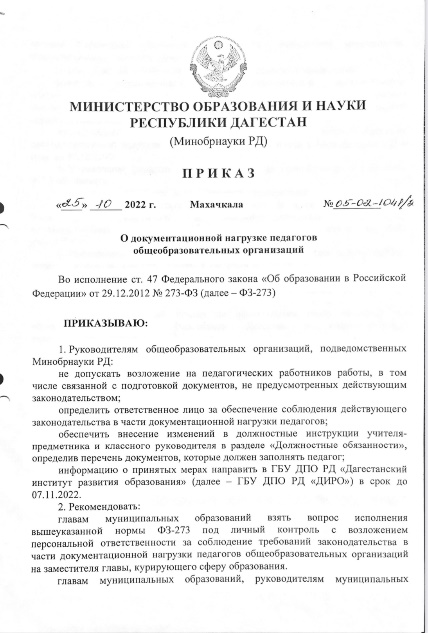 МИНИСТЕРСТВО ОБРАЗОВАНИЯ И НАУКИ
РЕСПУБЛИКИ ДАГЕСТАН
(Минобрнауки РД)
П Р И К А З
«25» 10 2022 г. Махачкала № 05-02-1041/2
О документационной нагрузке педагогов
общеобразовательных организаций
Во исполнение ст. 47 Федерального закона «Об образовании в Российской
Федерации» от 29.12.2012 № 273-ФЗ (далее – ФЗ-273)
ПРИКАЗЫВАЮ:
1. Руководителям общеобразовательных организаций, подведомственных
Минобрнауки РД:
не допускать возложение на педагогических работников работы, в том
числе связанной с подготовкой документов, не предусмотренных действующим
законодательством;
определить ответственное лицо за обеспечение соблюдения действующего
законодательства в части документационной нагрузки педагогов;
обеспечить внесение изменений в должностные инструкции учителя-
предметника и классного руководителя в разделе «Должностные обязанности»,
определив перечень документов, которые должен заполнять педагог;
информацию о принятых мерах направить в ГБУ ДПО РД «Дагестанский
институт развития образования» (далее – ГБУ ДПО РД «ДИРО») в срок до
07.11.2022.
2. Рекомендовать:
главам муниципальных образований взять вопрос исполнения
вышеуказанной нормы ФЗ-273 под личный контроль с возложением
персональной ответственности за соблюдение требований законодательства в
части документационной нагрузки педагогов общеобразовательных организаций
на заместителя главы, курирующего сферу образования.
главам муниципальных образований, руководителям муниципальных